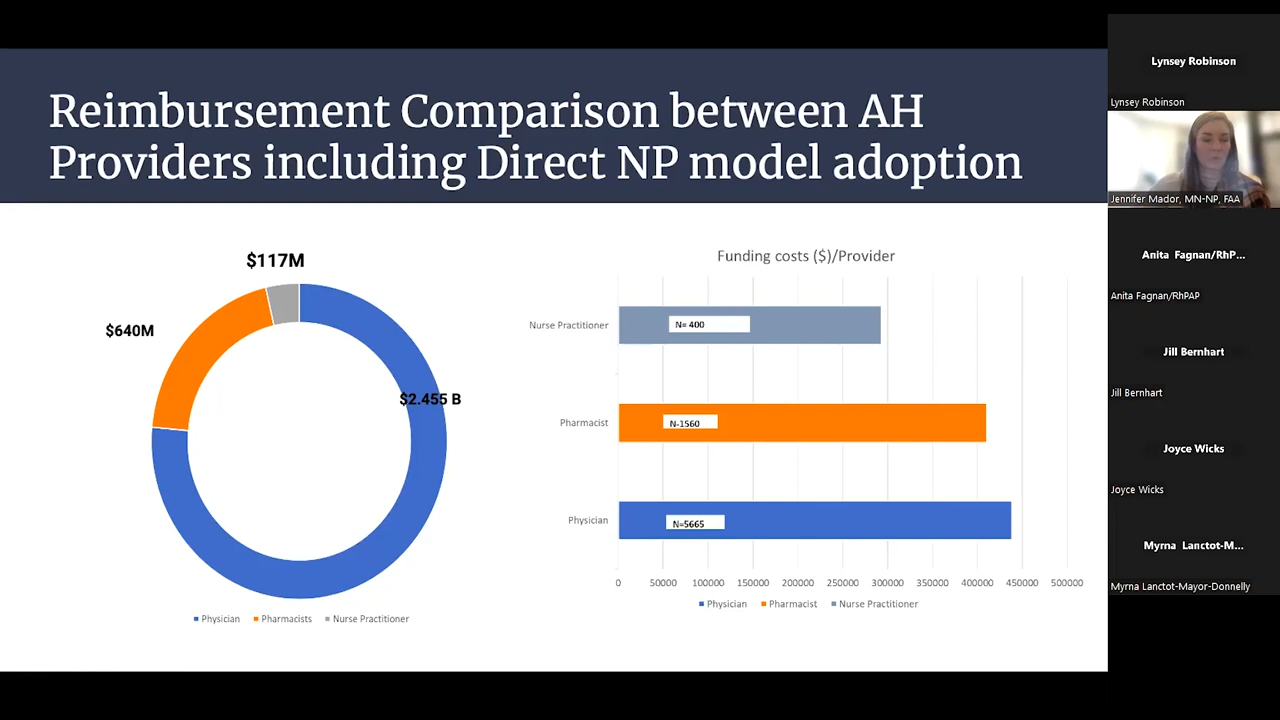 Reimbursement Comparison between AH
Providers including Direct NP model adoption
$117M
$640M
$2.455 B
Physician
Pharmacists
Nurse Practitioner
Funding costs ($)/Provider
Nurse Practitioner
N= 400
Pharmacist
N-1560
Physician
N=5665
0 50000 100000 150000 200000 250000 300000 350000 400000 450000 500000
Physician
Pharmacist
Nurse Practitioner
Lynsey Robinson
Lynsey Robinson
Jennifer Mador, MN-NP, FAA
Anita Fagnan/RhP...
Anita Fagnan/RhPAP
Jill Bernhart
Jill Bernhart
Joyce Wicks
Joyce Wicks
Myrna Lanctot-M...
Myrna Lanctot-Mayor-Donnelly